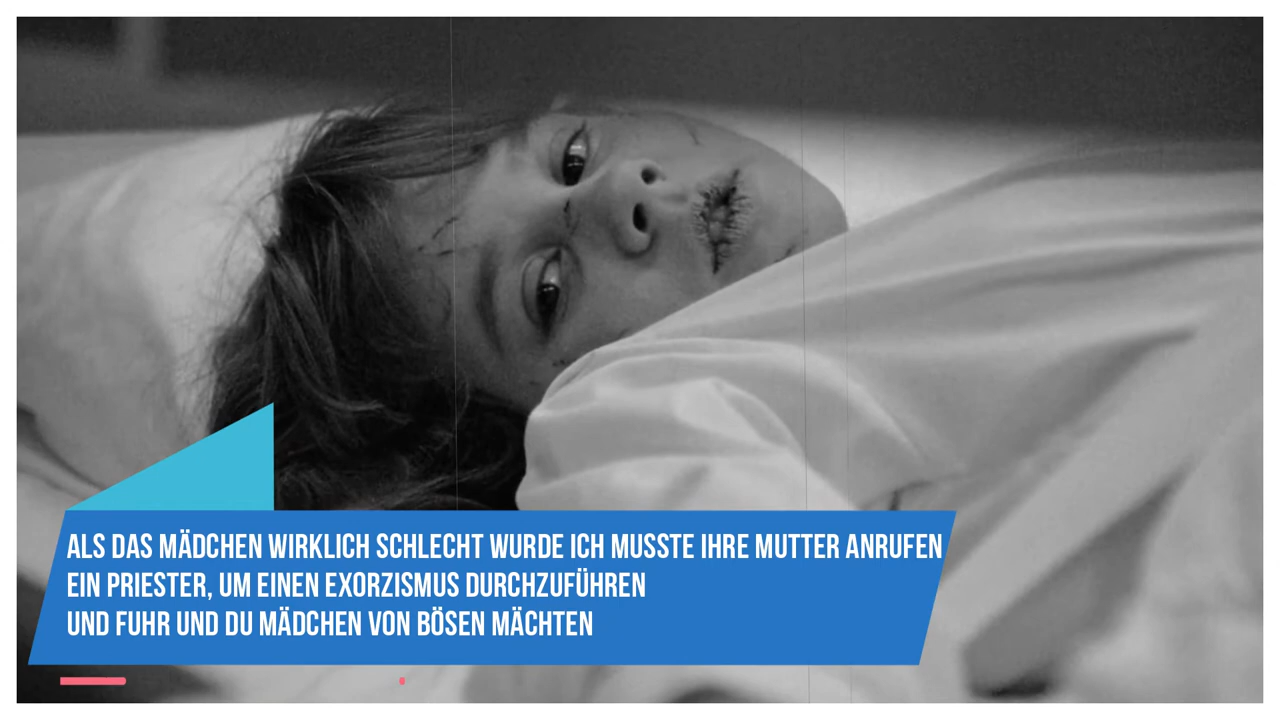 ALS DAS MÄDCHEN WIRKLICH SCHLECHT WURDE ICH MUSSTE IHRE MUTTER ANRUFEN
EIN PRIESTER, UM EINEN EXORZISMUS DURCHZUFÜHREN
UND FUHR UND DU MÄDCHEN VON BÖSEN MÄCHTEN